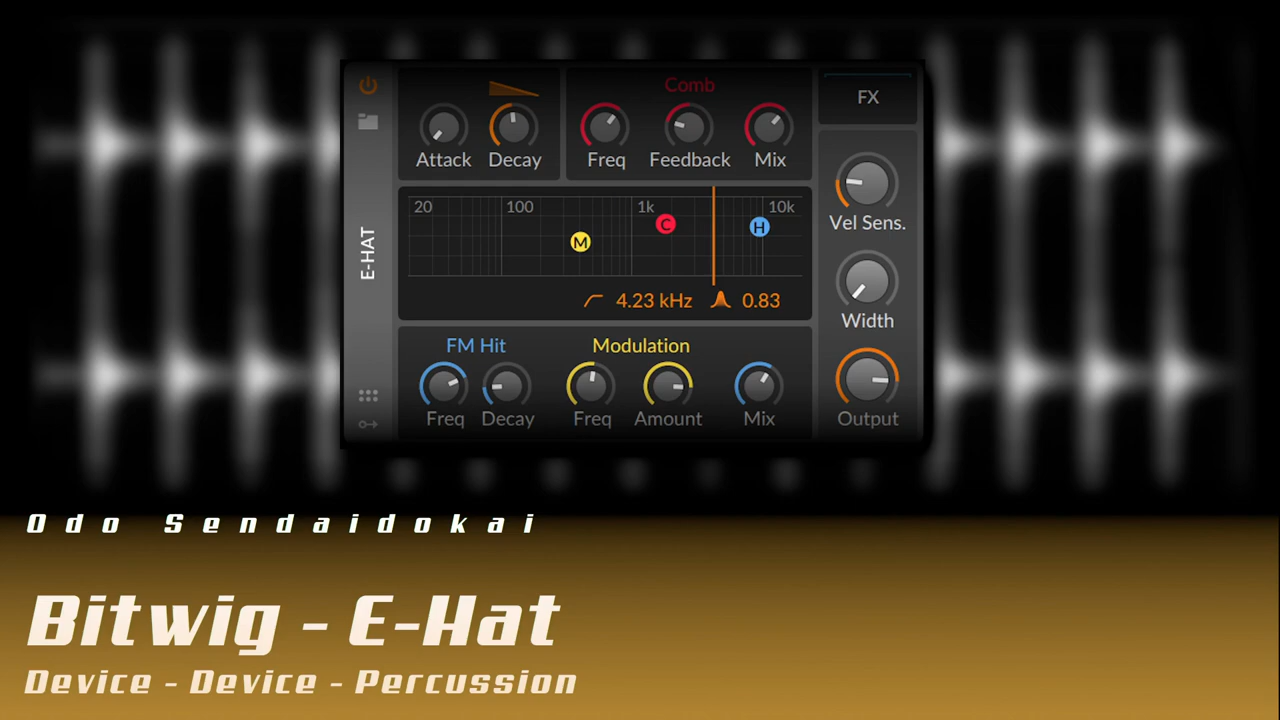 Comb
FX
Attack Decay Freq Feedback Mix
Vel Sens.
20 100 1k 10k
M C H
E-HAT
4.23 kHz 0.83
Width
FM Hit Modulation
Freq Decay Freq Amount Mix Output
Odo Sendaidokai
Bitwig - E-Hat
Device - Device - Percussion